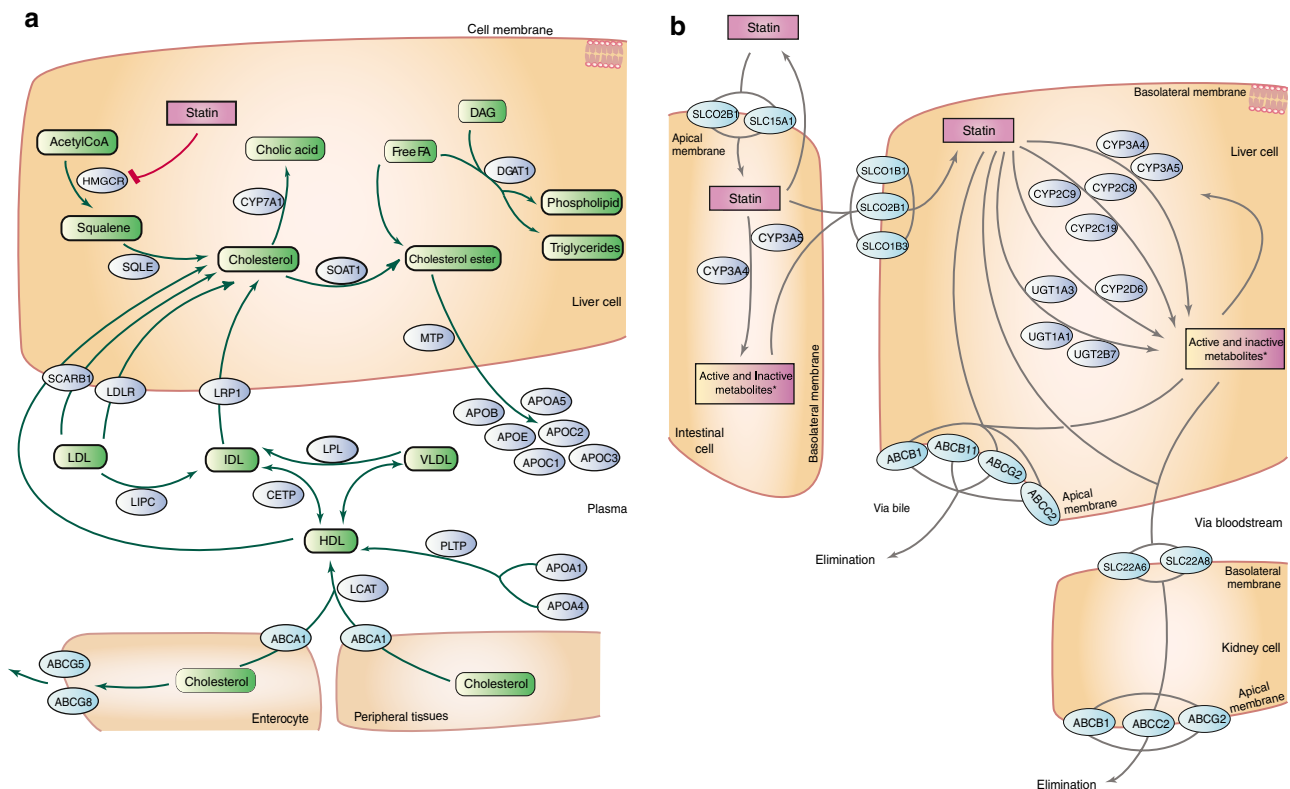 a
Cell membrane
Statin
DAG
AcetylCoA
Cholic acid
Free FA
HMGCR
DGAT1
CYP7A1
Phospholipid
Squalene
Triglycerides
SQLE
Cholesterol
SOAT1
Cholesterol ester
Liver cell
MTP
SCARB1
LDLR
LRP1
APOA5
APOB
APOC2
APOE
APOC3
APOC1
LDL
IDL
LPL
VLDL
LIPC
CETP
Plasma
HDL
PLTP
APOA1
LCAT
APOA4
ABCA1
ABCA1
ABCG5
Cholesterol
Cholesterol
ABCG8
Enterocyte
Peripheral tissues
b
Statin
SLCO2B1
SLC15A1
Apical
membrane
Statin
CYP3A5
CYP3A4
Active and Inactive
metabolites*
Basolateral membrane
Intestinal
cell
Basolateral membrane
Statin
Liver cell
SLCO1B1
SLCO2B1
SLCO1B3
CYP3A4
CYP3A5
CYP2C9
CYP2C8
CYP2C19
UGT1A3
CYP2D6
UGT1A1
UGT2B7
Active and inactive
metabolites*
ABCB1
ABCB11
ABCG2
ABCC2
Apical
membrane
Via bile
Elimination
Via bloodstream
SLC22A6
SLC22A8
Basolateral
membrane
Kidney cell
Apical
membrane
ABCB1
ABCC2
ABCG2
Elimination